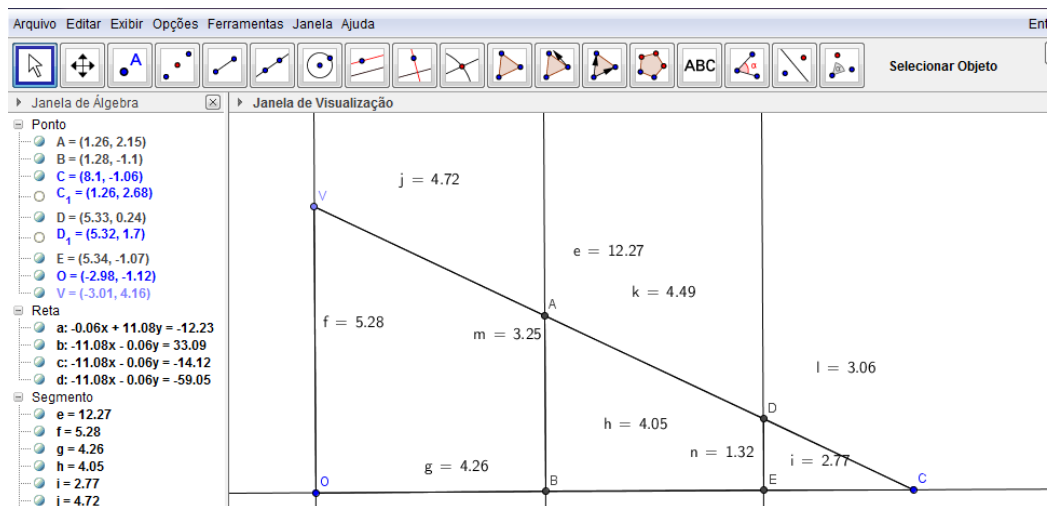 Arquivo Editar Exibir Opções Ferramentas Janela Ajuda
Ent
A
ABC
Selecionar Objeto
Janela de Álgebra
Janela de Visualização
Ponto
A = (1.26, 2.15)
B = (1.28, -1.1)
C = (8.1, -1.06)
C1 = (1.26, 2.68)
D = (5.33, 0.24)
D1 = (5.32, 1.7)
E = (5.34, -1.07)
O = (-2.98, -1.12)
V = (-3.01, 4.16)
Reta
a: -0.06x + 11.08y = -12.23
b: -11.08x - 0.06y = 33.09
c: -11.08x - 0.06y = -14.12
d: -11.08x - 0.06y = -59.05
Segmento
e = 12.27
f = 5.28
g = 4.26
h = 4.05
i = 2.77
j = 4.72
j = 4.72
V
e = 12.27
k = 4.49
A
f = 5.28
m = 3.25
l = 3.06
D
h = 4.05
n = 1.32
i = 2.77
g = 4.26
O
B
E
C